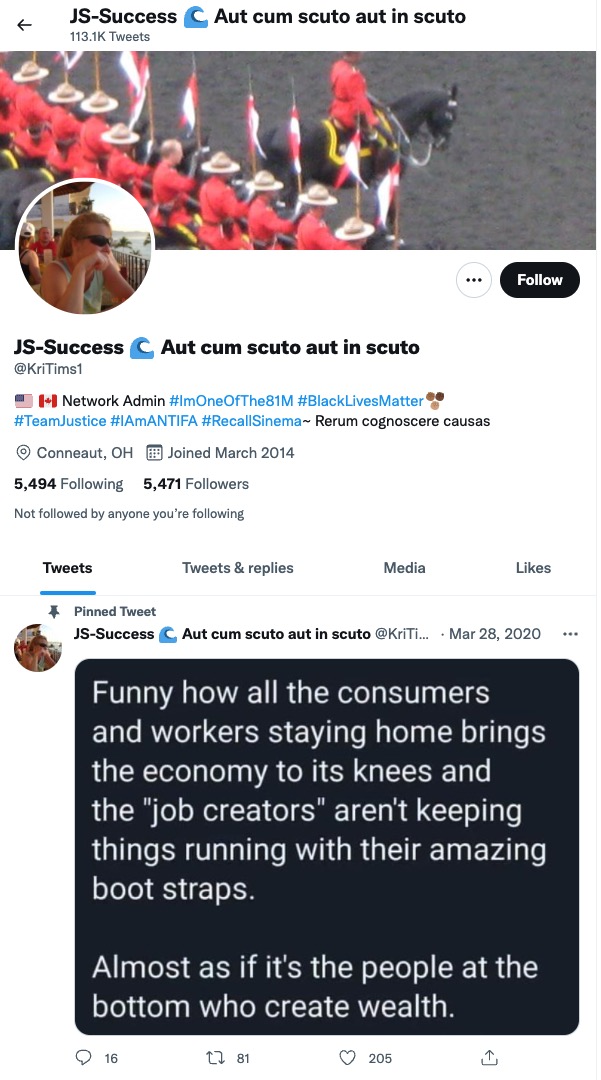 JS-Success 🌊 Aut cum scuto aut in scuto
113.1K Tweets
Follow
JS-Success 🌊 Aut cum scuto aut in scuto
@KriTims1
🇺🇸 🇨🇦 Network Admin #ImOneOfThe81M #BlackLivesMatter
#TeamJustice #IAmANTIFA #RecallSinema~ Rerum cognoscere causas
Conneaut, OH Joined March 2014
5,494 Following 5,471 Followers
Not followed by anyone you’re following
Tweets Tweets & replies Media Likes
Pinned Tweet
JS-Success 🌊 Aut cum scuto aut in scuto @KriTi... · Mar 28, 2020
Funny how all the consumers
and workers staying home brings
the economy to its knees and
the "job creators" aren't keeping
things running with their amazing
boot straps.
Almost as if it's the people at the
bottom who create wealth.
16 81 205